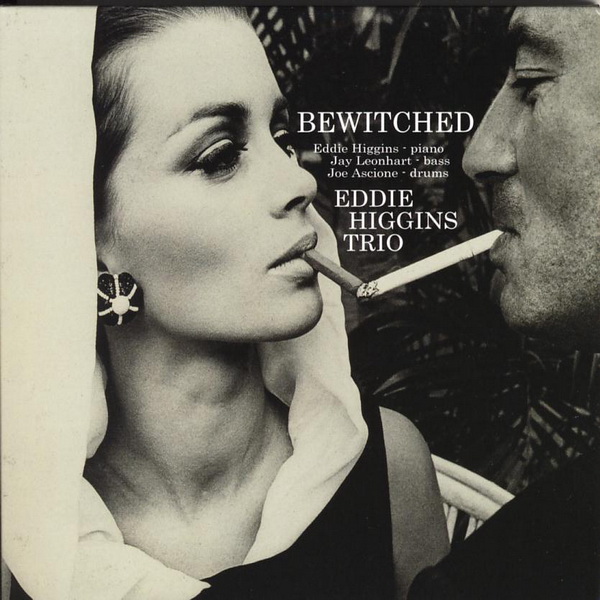 BEWITCHED
Eddie Higgins - piano
Jay Leonhart - bass
Joe Ascione - drums
EDDIE
HIGGINS
TRIO